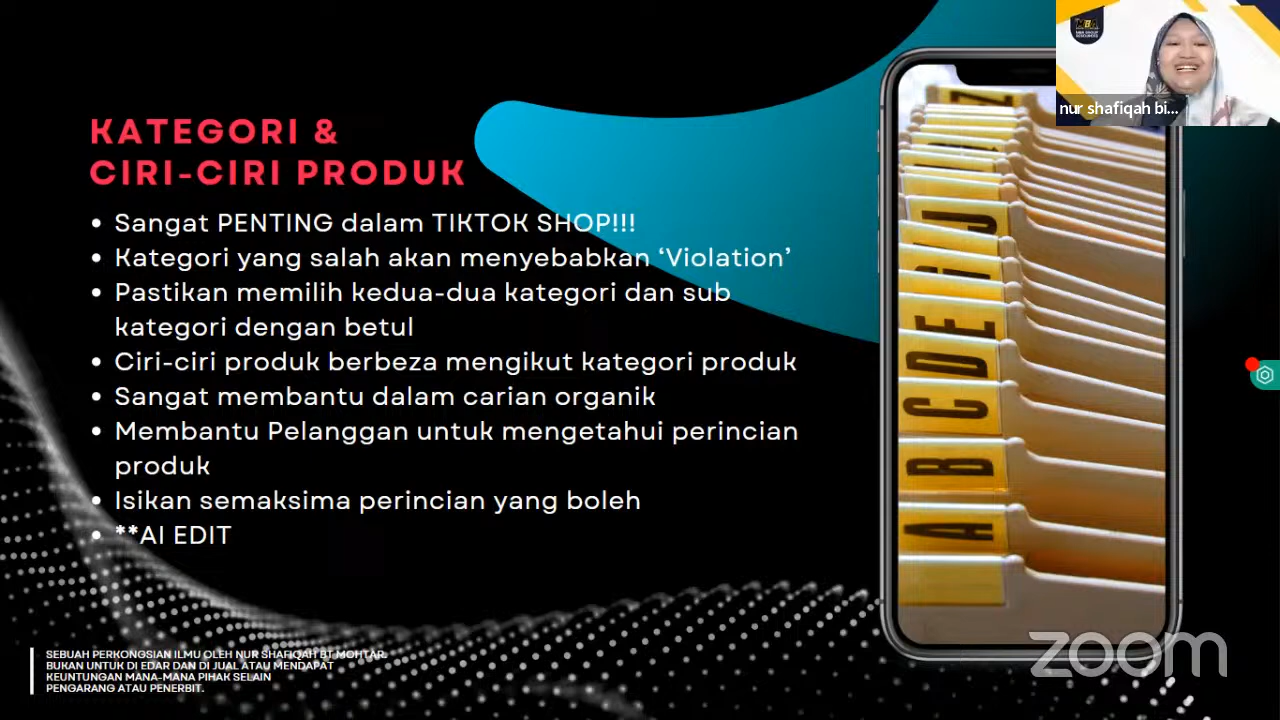 KATEGORI &
CIRI-CIRI PRODUK
• Sangat PENTING dalam TIKTOK SHOP!!!
• Kategori yang salah akan menyebabkan ‘Violation’
• Pastikan memilih kedua-dua kategori dan sub
kategori dengan betul
• Ciri-ciri produk berbeza mengikut kategori produk
• Sangat membantu dalam carian organik
• Membantu Pelanggan untuk mengetahui perincian
produk
• Isikan semaksima perincian yang boleh
• **AI EDIT
SEBUAH PERKONGSIAN ILMU OLEH NUR SHAFIQAH BT MOHTAR.
BUKAN UNTUK DI EDAR DAN DI JUAL ATAU MENDAPAT
KEUNTUNGAN MANA-MANA PIHAK SELAIN
PENGARANG ATAU PENERBIT.
nur shafiqah bi...
Z
J
E
D
C
B
A
zoom